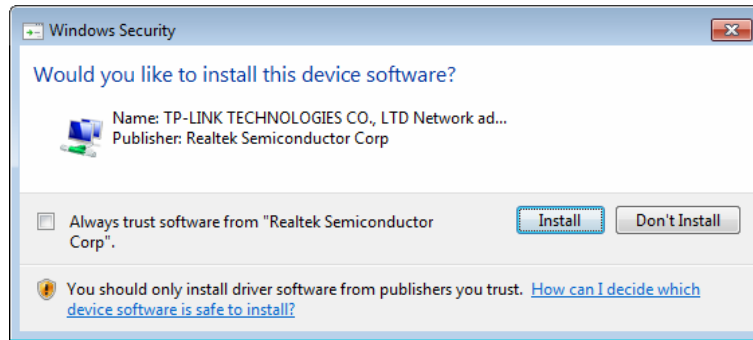 Windows Security
Would you like to install this device software?
Name: TP-LINK TECHNOLOGIES CO., LTD Network ad...
Publisher: Realtek Semiconductor Corp
Always trust software from "Realtek Semiconductor
Corp".
Install
Don't Install
You should only install driver software from publishers you trust. How can I decide which
device software is safe to install?